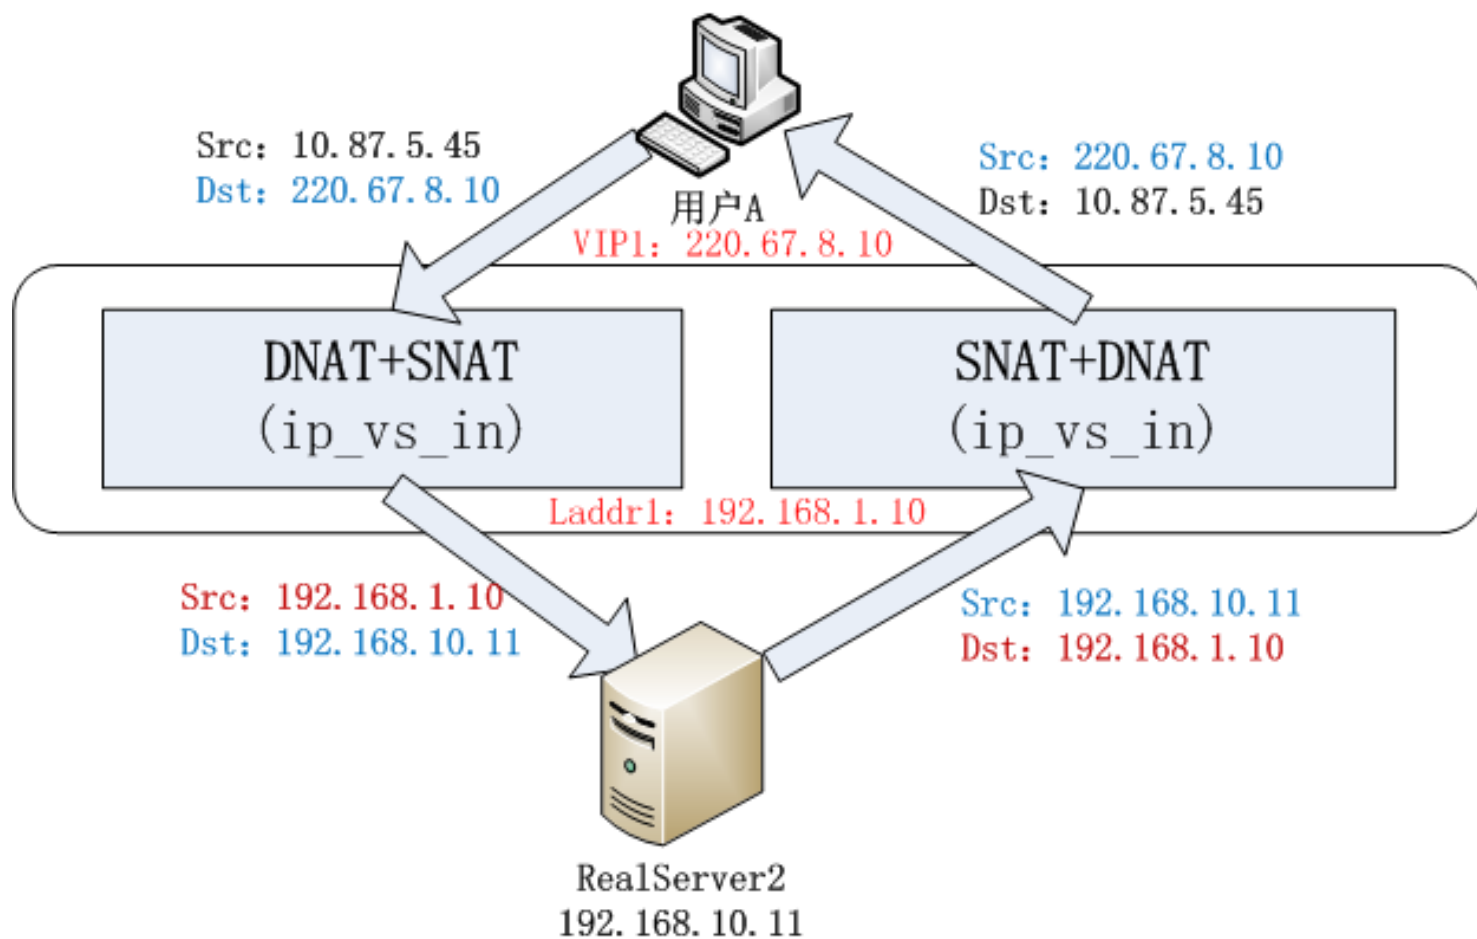 Src: 10.87.5.45
Dst: 220.67.8.10
Src: 220.67.8.10
Dst: 10.87.5.45
用户A
VIP1: 220.67.8.10
DNAT+SNAT
(ip_vs_in)
SNAT+DNAT
(ip_vs_in)
Laddr1: 192.168.1.10
Src: 192.168.1.10
Dst: 192.168.10.11
Src: 192.168.10.11
Dst: 192.168.1.10
RealServer2
192.168.10.11